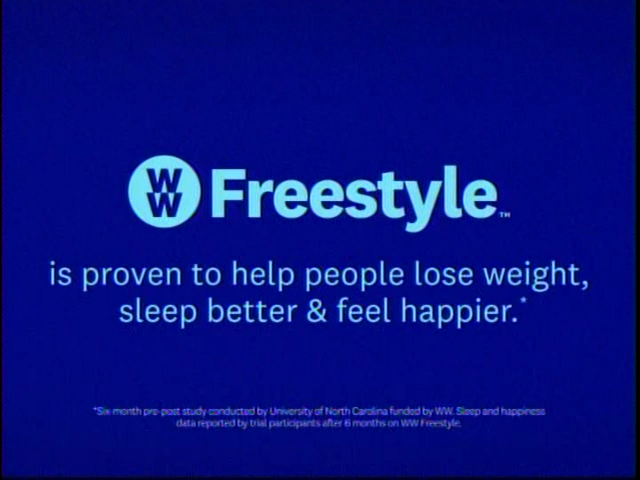 WW Freestyle™
is proven to help people lose weight,
sleep better & feel happier.*
*Six month pre-post study conducted by University of North Carolina funded by WW. Sleep and happiness
data reported by trial participants after 6 months on WW Freestyle.